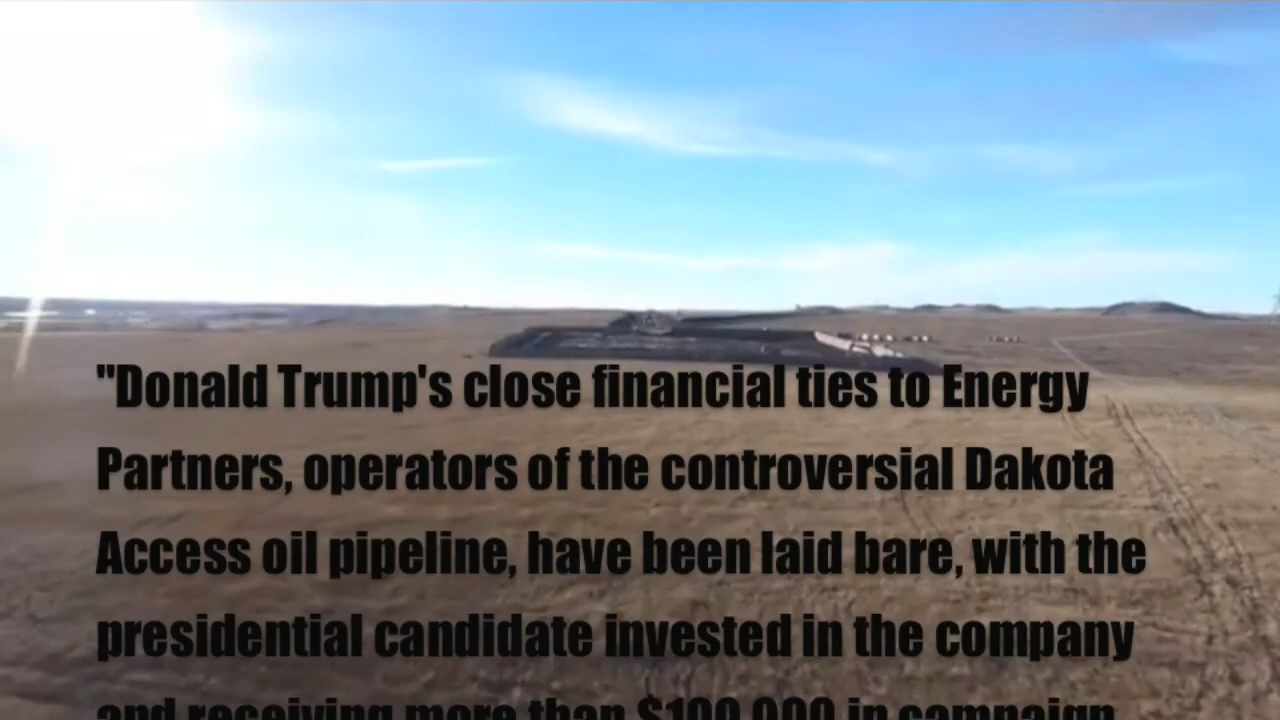 "Donald Trump's close financial ties to Energy
Partners, operators of the controversial Dakota
Access oil pipeline, have been laid bare, with the
presidential candidate invested in the company
and receiving more than $100,000 in campaign